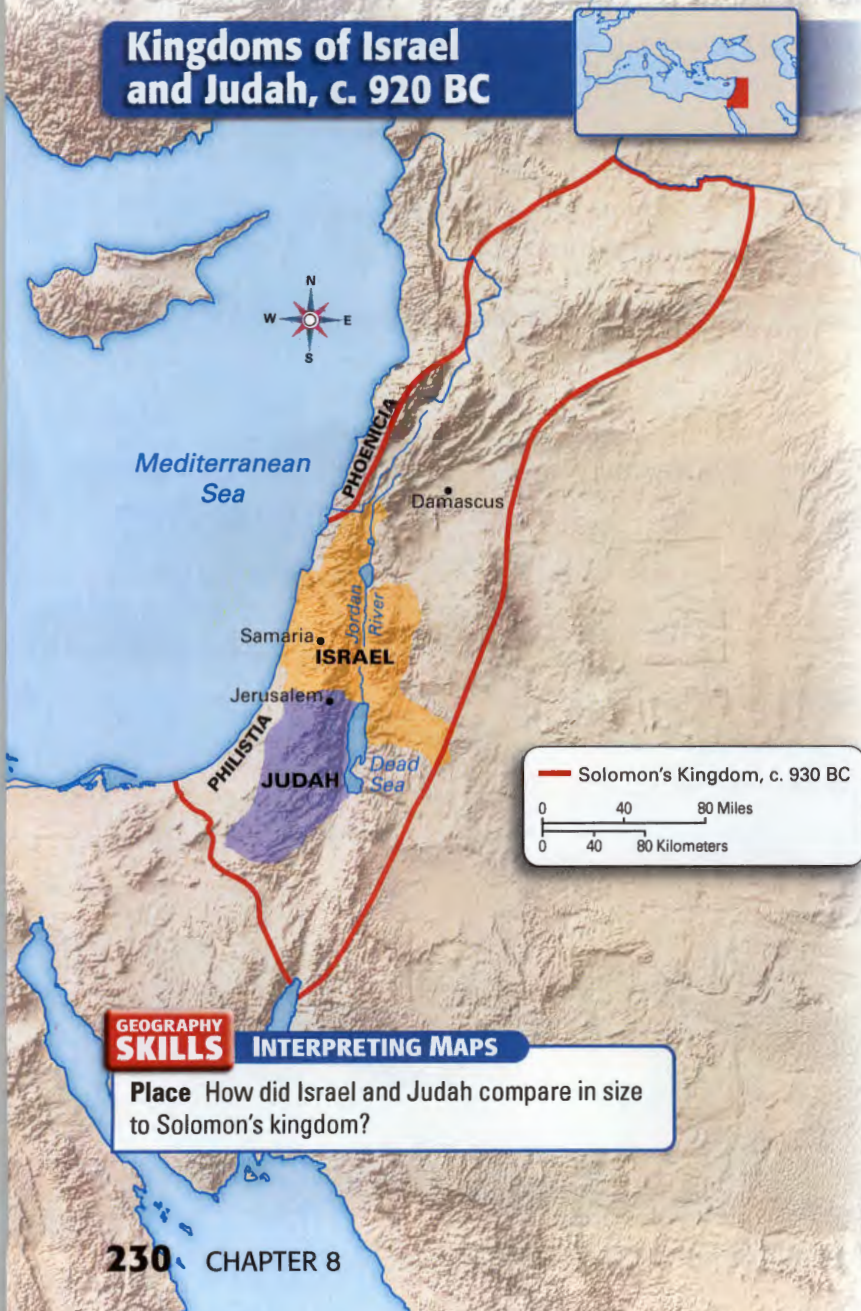 Kingdoms of Israel
and Judah, c. 920 BC
N
W
E
S
PHOENICIA
Mediterranean
Sea
Damascus
Jordan
River
Samaria
ISRAEL
Jerusalem
PHILISTIA
JUDAH
Dead
Sea
Solomon's Kingdom, c. 930 BC
0 40 80 Miles
0 40 80 Kilometers
GEOGRAPHY
SKILLS INTERPRETING MAPS
Place How did Israel and Judah compare in size
to Solomon's kingdom?
230 CHAPTER 8